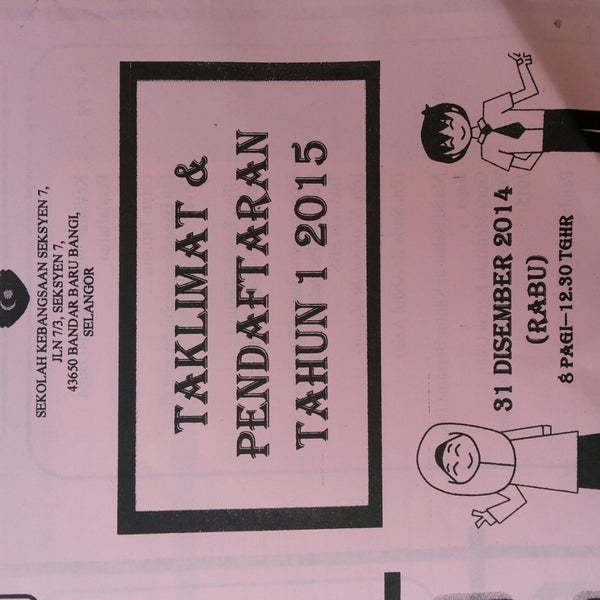 SEKOLAH KEBANGSAAN SEKSYEN 7,
JLN 7/3, SEKSYEN 7,
43650 BANDAR BARU BANGI,
SELANGOR
TAKLIMAT &
PENDAFTARAN
TAHUN 1 2015
31 DISEMBER 2014
(RABU)
8 PAGI–12.30 TGHR